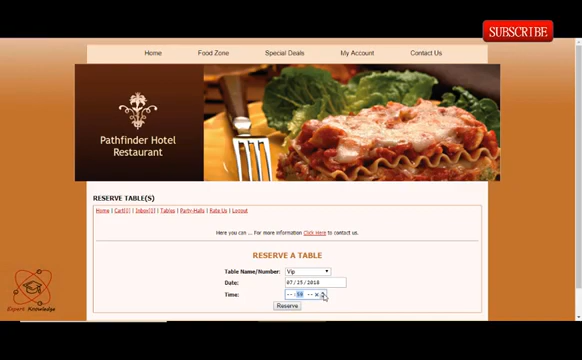 SUBSCRIBE
Home Food Zone Special Deals My Account Contact Us
Pathfinder Hotel
Restaurant
RESERVE TABLE(S)
Home | Cart[0] | Inbox[0] | Tables | Party-Halls | Rate Us | Logout
Here you can ... For more information Click Here to contact us.
RESERVE A TABLE
Table Name/Number: Vip
Date: 07/25/2018
Time:
Reserve
Expert Knowledge